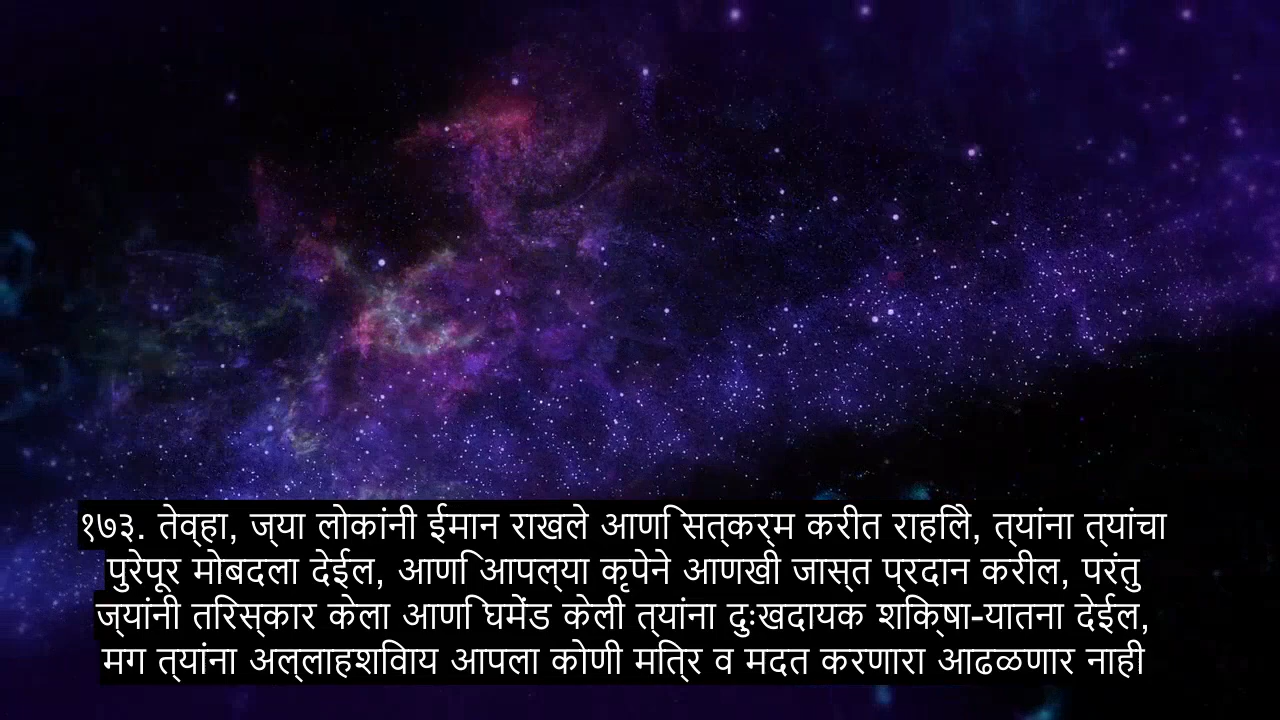 १७३. तेव्हा, ज्या लोकांनी ईमान राखले आणि सत्कर्म करीत राहिले, त्यांना त्यांचा
पुरेपूर मोबदला देईल, आणि आपल्या कृपेने आणखी जास्त प्रदान करील, परंतु
ज्यांनी तिरस्कार केला आणि घमेंड केली त्यांना दुःखदायक शिक्षा-यातना देईल,
मग त्यांना अल्लाहशिवाय आपला कोणी मित्र व मदत करणारा आढळणार नाही